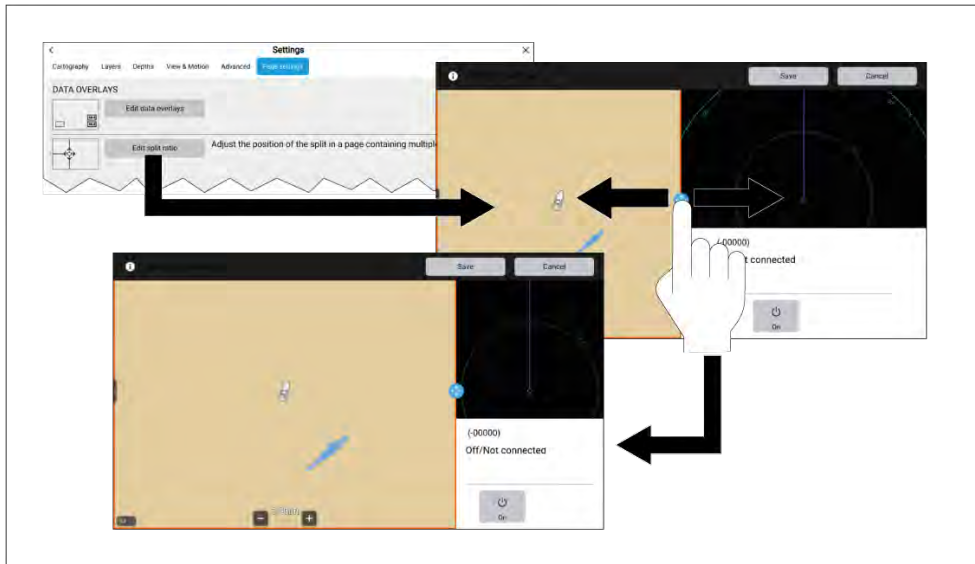 Settings
Cartography Layers Depths View & Motion Advanced Page settings
DATA OVERLAYS
Edit data overlays
Edit split ratio Adjust the position of the split in a page containing multiple
Save Cancel
(-00000)
t connected
On
Save Cancel
(-00000)
Off/Not connected
On